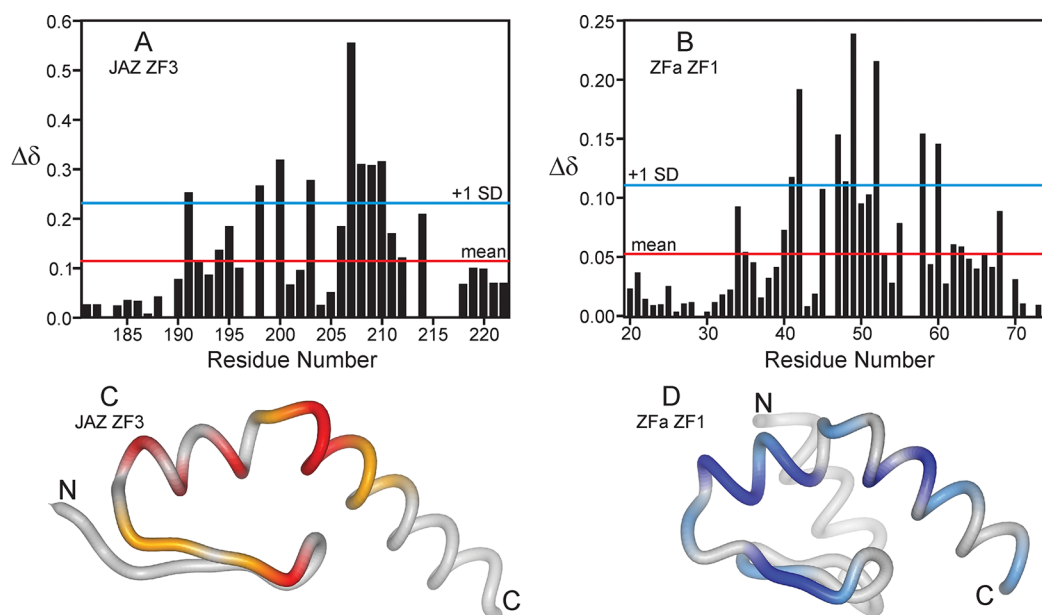 A
JAZ ZF3
0.6
0.5
0.4
0.3
0.2
0.1
0.0
Δδ
+1 SD
mean
185 190 195 200 205 210 215 220
Residue Number
B
ZFa ZF1
0.25
0.20
0.15
0.10
0.05
0.00
Δδ
+1 SD
mean
20 30 40 50 60 70
Residue Number
C
JAZ ZF3
N
C
D
ZFa ZF1
N
C